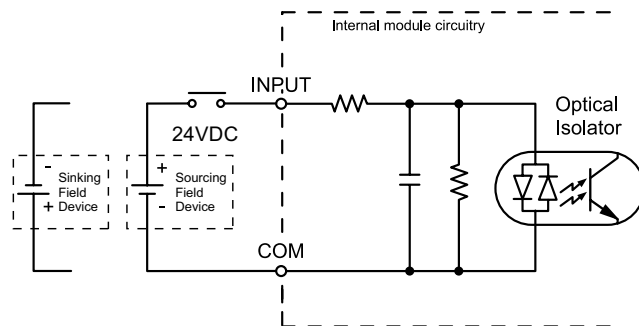 Internal module circuitry
INPUT
24VDC
Optical
Isolator
- Sinking
Field
+ Device
+ Sourcing
Field
- Device
COM